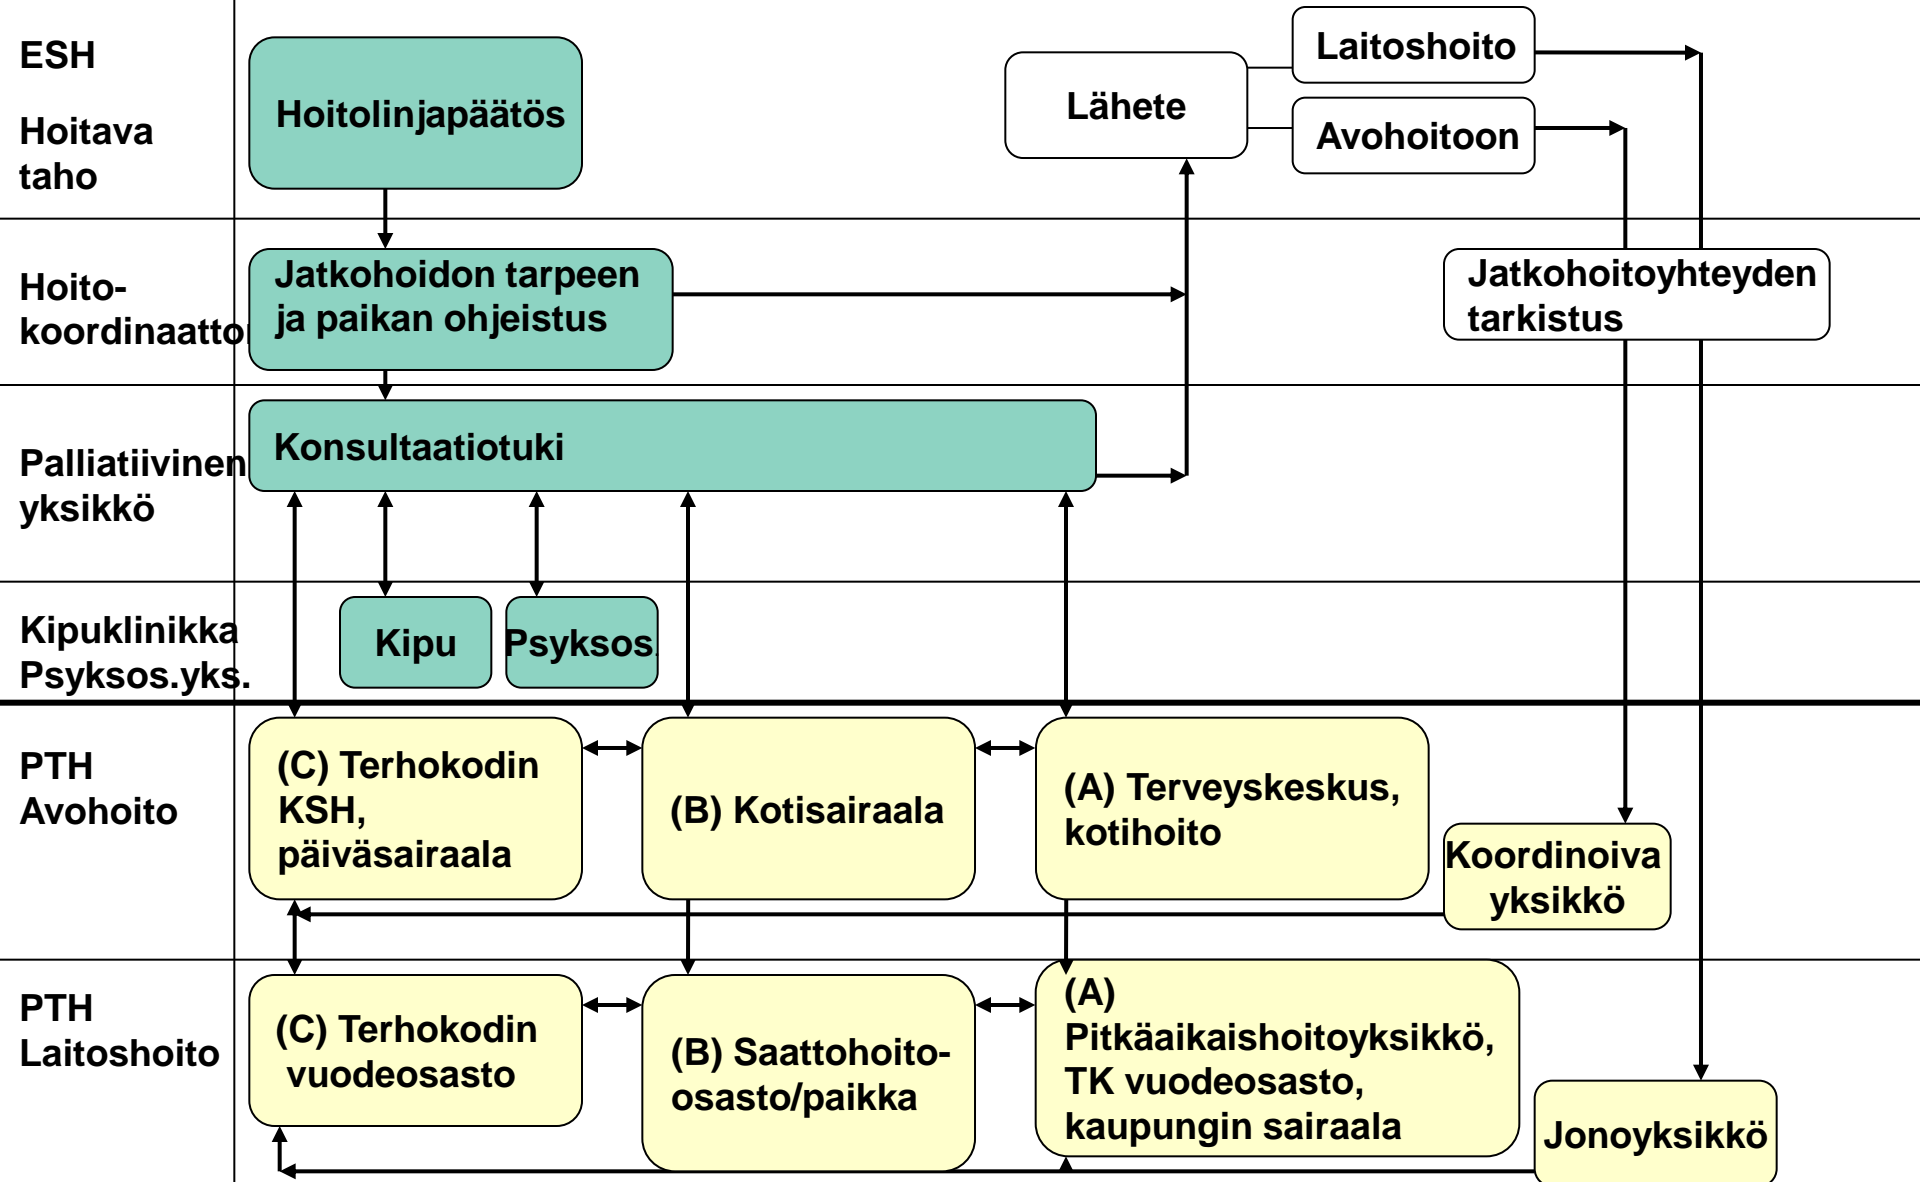 ESH
Hoitava
taho
Hoitolinjapäätös
Lähete
Laitoshoito
Avohoitoon
Hoito-
koordinaattor
Jatkohoidon tarpeen
ja paikan ohjeistus
Jatkohoitoyhteyden
tarkistus
Palliatiivinen
yksikkö
Konsultaatiotuki
Kipuklinikka
Psyksos.yks.
Kipu
Psyksos.
PTH
Avohoito
(C) Terhokodin
KSH,
päiväsairaala
(B) Kotisairaala
(A) Terveyskeskus,
kotihoito
Koordinoiva
yksikkö
PTH
Laitoshoito
(C) Terhokodin
vuodeosasto
(B) Saattohoito-
osasto/paikka
(A)
Pitkäaikaishoitoyksikkö,
TK vuodeosasto,
kaupungin sairaala
Jonoyksikkö